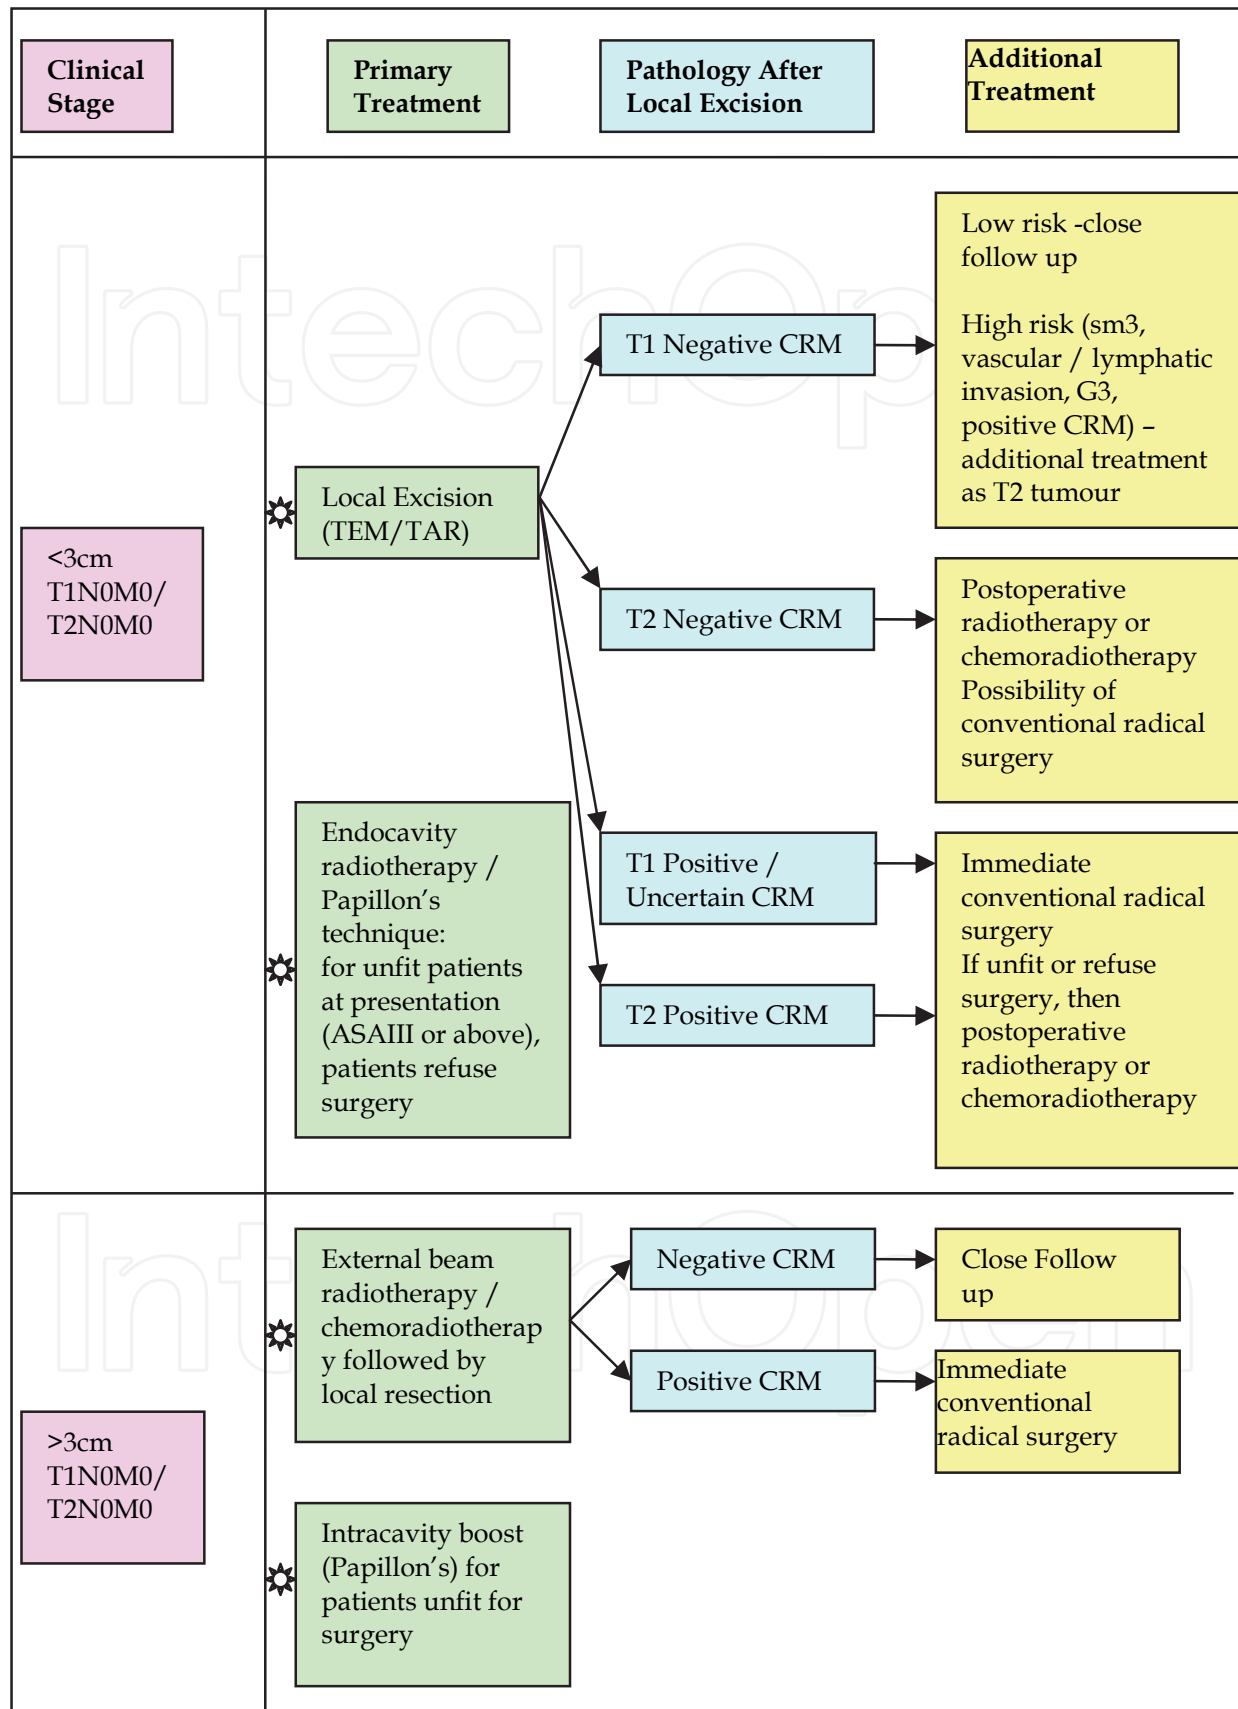 Clinical
Stage
Primary
Treatment
Pathology After
Local Excision
Additional
Treatment
<3cm
T1N0M0/
T2N0M0
Local Excision
(TEM/TAR)
Endocavity
radiotherapy /
Papillon's
technique:
for unfit patients
at presentation
(ASAIII or above),
patients refuse
surgery
T1 Negative CRM
T2 Negative CRM
T1 Positive /
Uncertain CRM
T2 Positive CRM
Low risk -close
follow up
High risk (sm3,
vascular / lymphatic
invasion, G3,
positive CRM) –
additional treatment
as T2 tumour
Postoperative
radiotherapy or
chemoradiotherapy
Possibility of
conventional radical
surgery
Immediate
conventional radical
surgery
If unfit or refuse
surgery, then
postoperative
radiotherapy or
chemoradiotherapy
>3cm
T1N0M0/
T2N0M0
External beam
radiotherapy /
chemoradiotherap
y followed by
local resection
Intracavity boost
(Papillon's) for
patients unfit for
surgery
Negative CRM
Positive CRM
Close Follow
up
Immediate
conventional
radical surgery
IntechOpen
IntechOpen